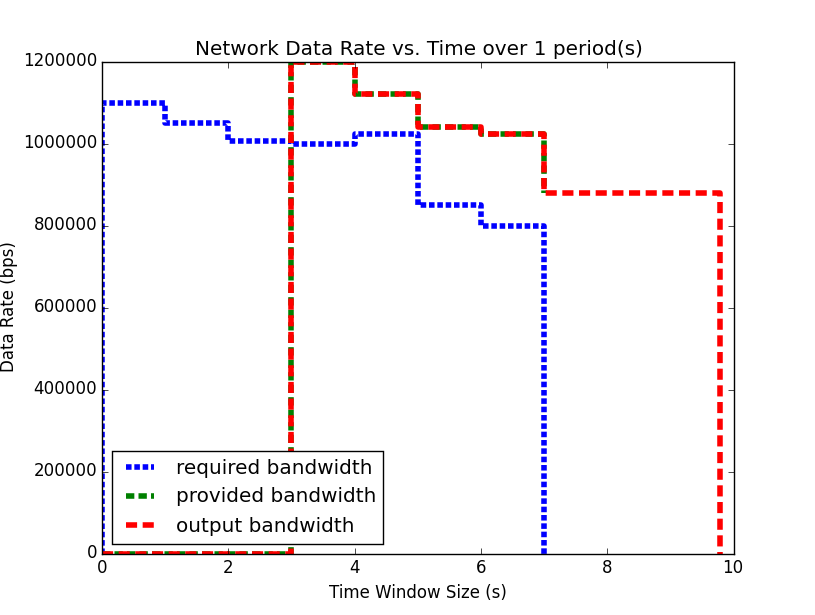 Network Data Rate vs. Time over 1 period(s)
1200000
1000000
800000
600000
400000
200000
0
Data Rate (bps)
required bandwidth
provided bandwidth
output bandwidth
0 2 4 6 8 10
Time Window Size (s)